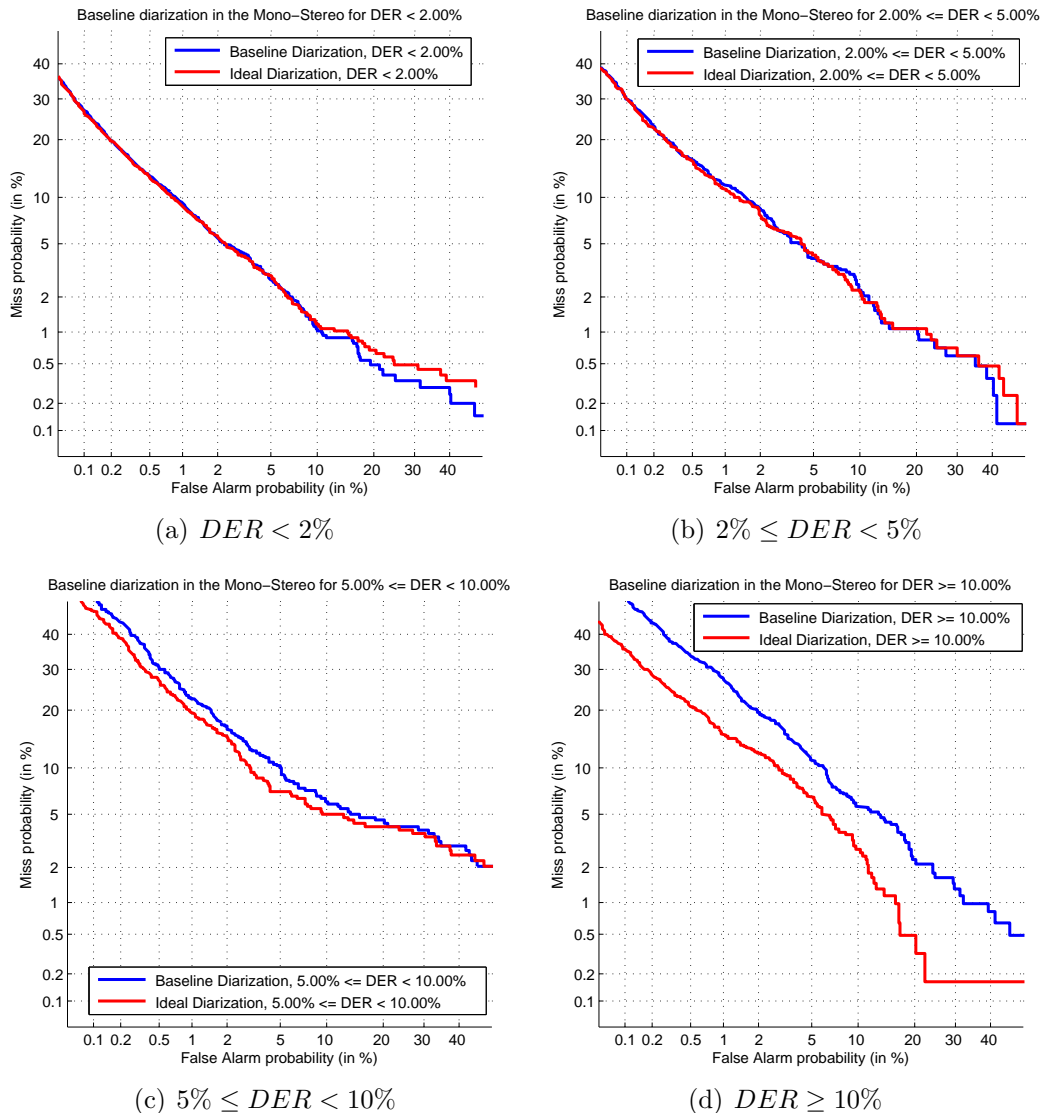 Baseline diarization in the Mono−Stereo for DER < 2.00%
Baseline Diarization, DER < 2.00%
Ideal Diarization, DER < 2.00%
Miss probability (in %)
40
30
20
10
5
2
1
0.5
0.2
0.1
0.1 0.2 0.5 1 2 5 10 20 30 40
False Alarm probability (in %)
(a) DER < 2%
Baseline diarization in the Mono−Stereo for 2.00% <= DER < 5.00%
Baseline Diarization, 2.00% <= DER < 5.00%
Ideal Diarization, 2.00% <= DER < 5.00%
Miss probability (in %)
40
30
20
10
5
2
1
0.5
0.2
0.1
0.1 0.2 0.5 1 2 5 10 20 30 40
False Alarm probability (in %)
(b) 2% ≤ DER < 5%
Baseline diarization in the Mono−Stereo for 5.00% <= DER < 10.00%
Miss probability (in %)
40
30
20
10
5
2
1
0.5
0.2
0.1
Baseline Diarization, 5.00% <= DER < 10.00%
Ideal Diarization, 5.00% <= DER < 10.00%
0.1 0.2 0.5 1 2 5 10 20 30 40
False Alarm probability (in %)
(c) 5% ≤ DER < 10%
Baseline diarization in the Mono−Stereo for DER >= 10.00%
Baseline Diarization, DER >= 10.00%
Ideal Diarization, DER >= 10.00%
Miss probability (in %)
40
30
20
10
5
2
1
0.5
0.2
0.1
0.1 0.2 0.5 1 2 5 10 20 30 40
False Alarm probability (in %)
(d) DER ≥ 10%